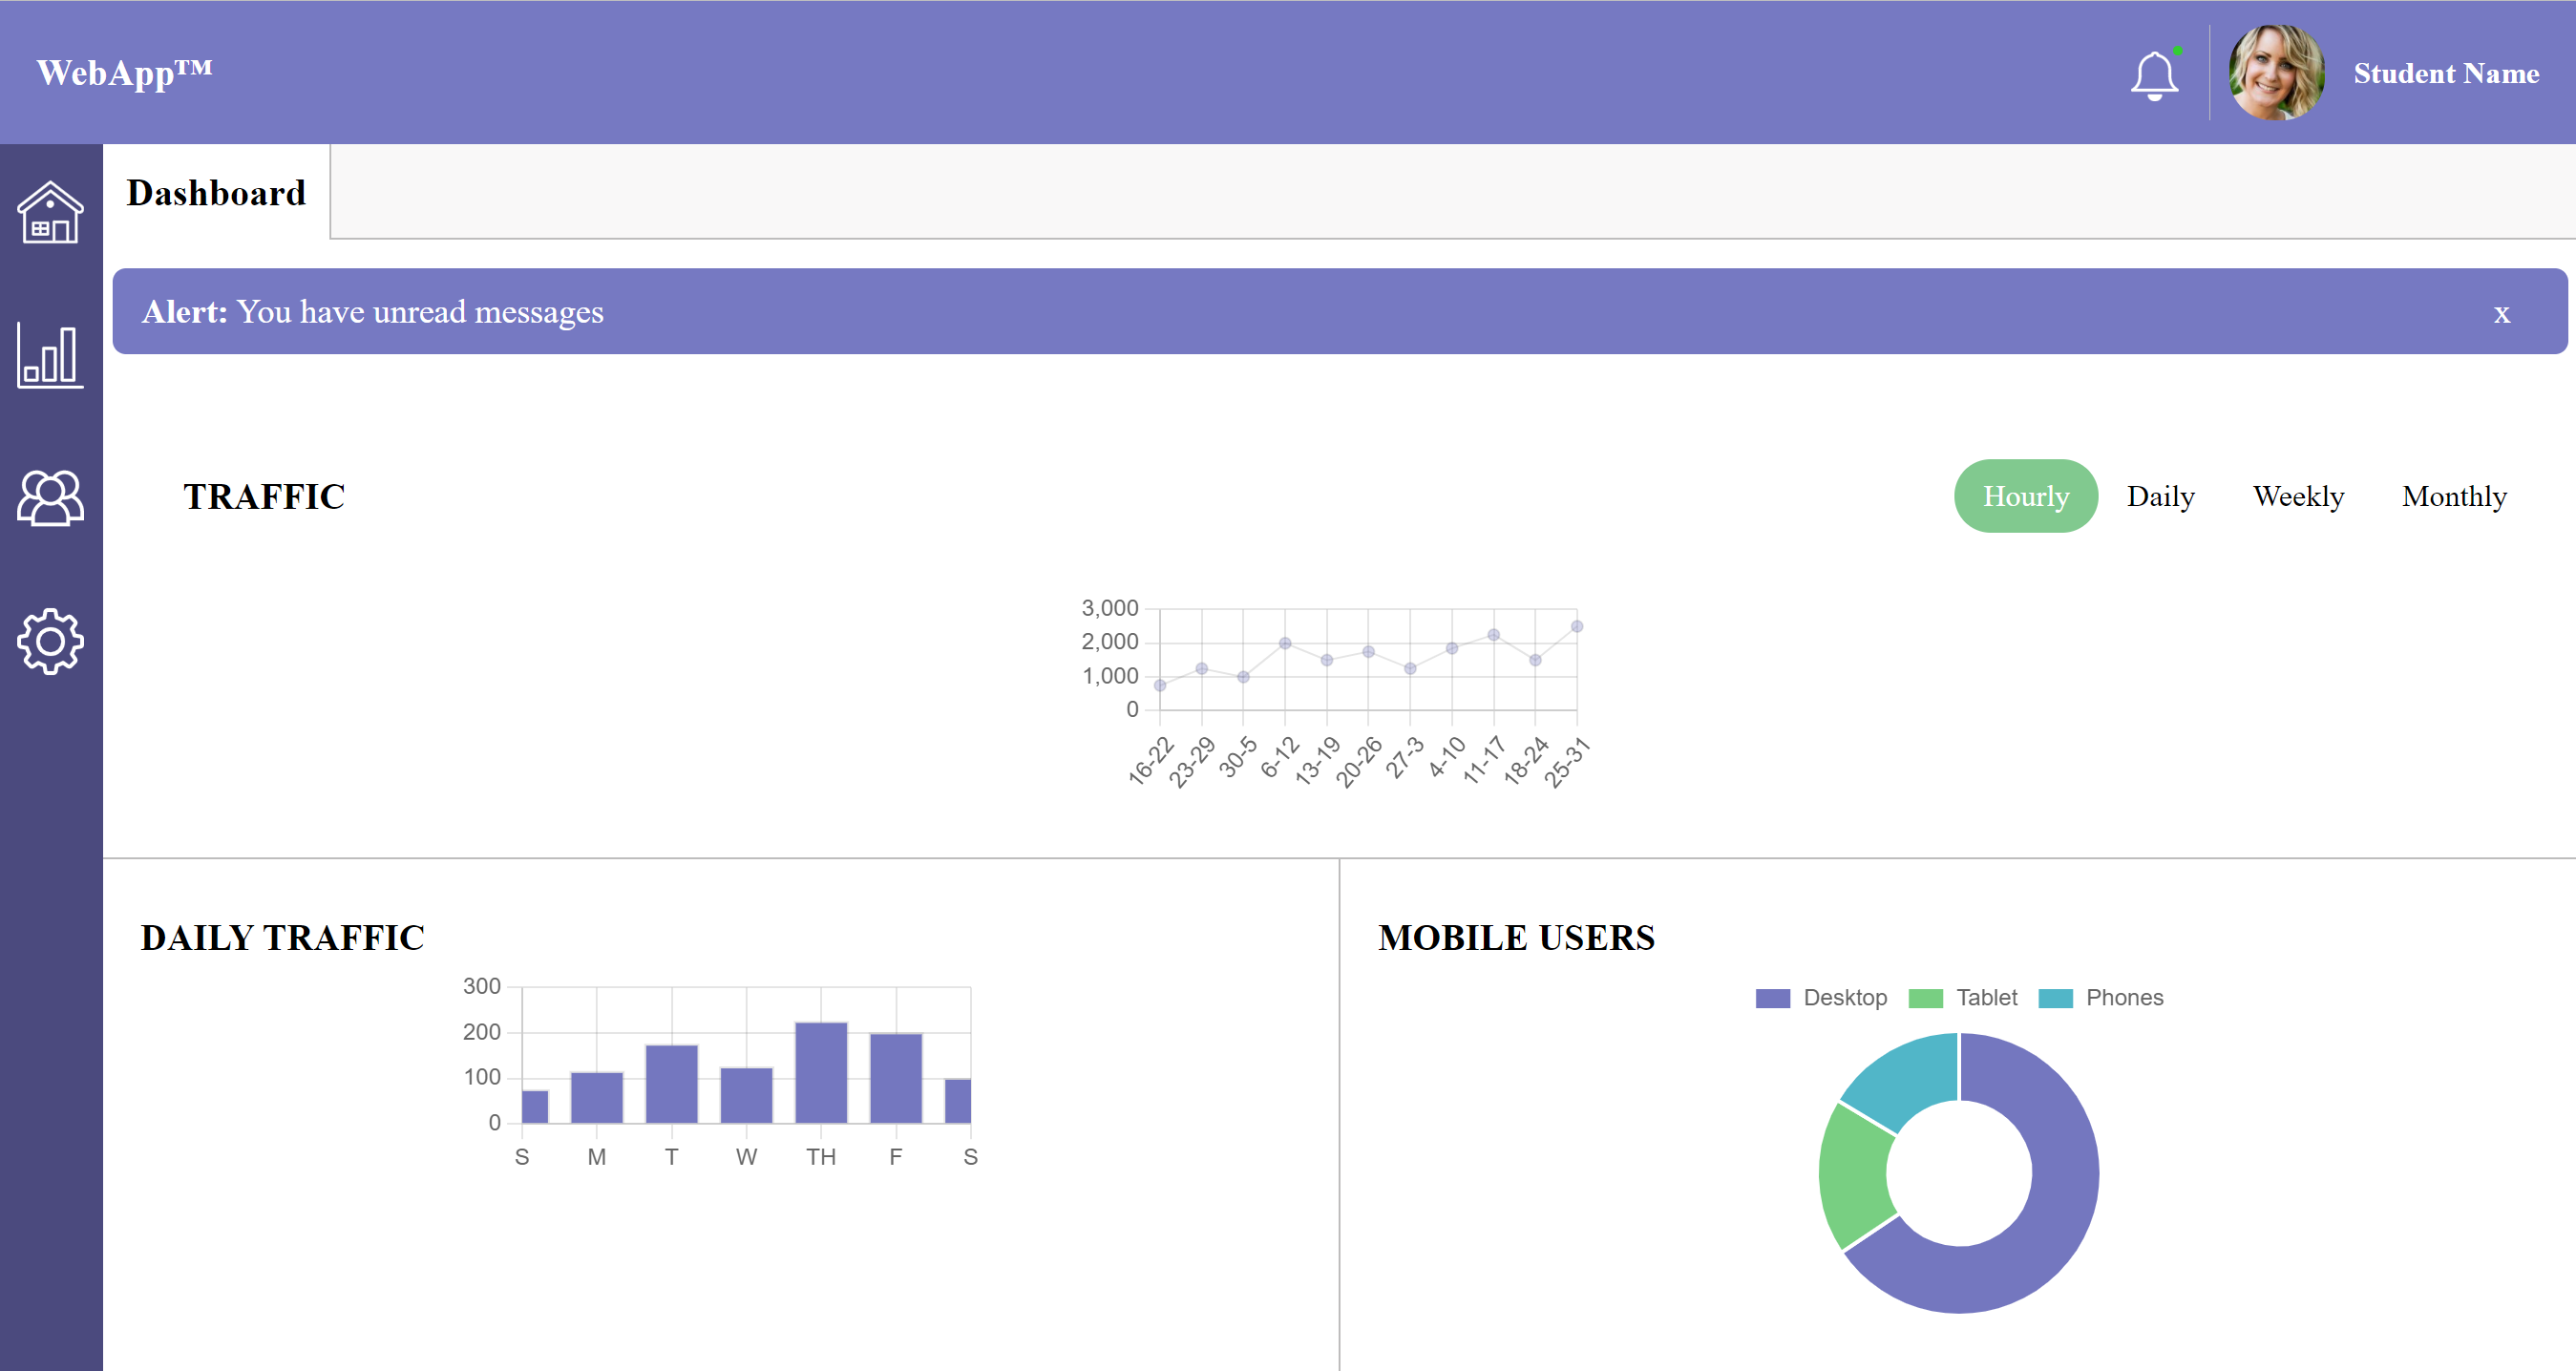 WebApp™
Student Name
Dashboard
Alert: You have unread messages
x
TRAFFIC
Hourly Daily Weekly Monthly
3,000
2,000
1,000
0
16-22 23-29 30-5 6-12 13-19 20-26 27-3 4-10 11-17 18-24 25-31
DAILY TRAFFIC
300
200
100
0
S M T W TH F S
MOBILE USERS
Desktop Tablet Phones